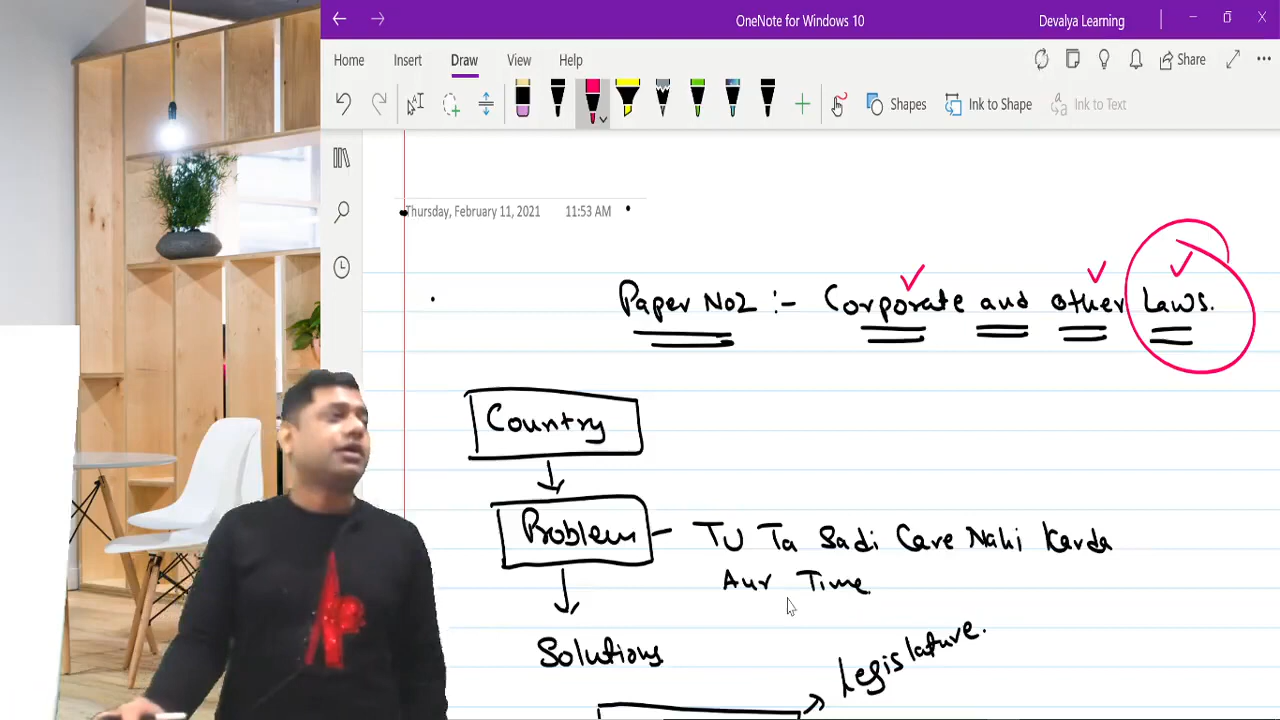 OneNote for Windows 10
Devalya Learning
Home Insert Draw View Help
Share
Shapes Ink to Shape Ink to Text
Thursday, February 11, 2021 11:53 AM
Paper No2 :- Corporate and other Laws.
Country
Problem - TU Ta Sadi Care Nahi Karda
Aur Time
Solutions
Legislature.